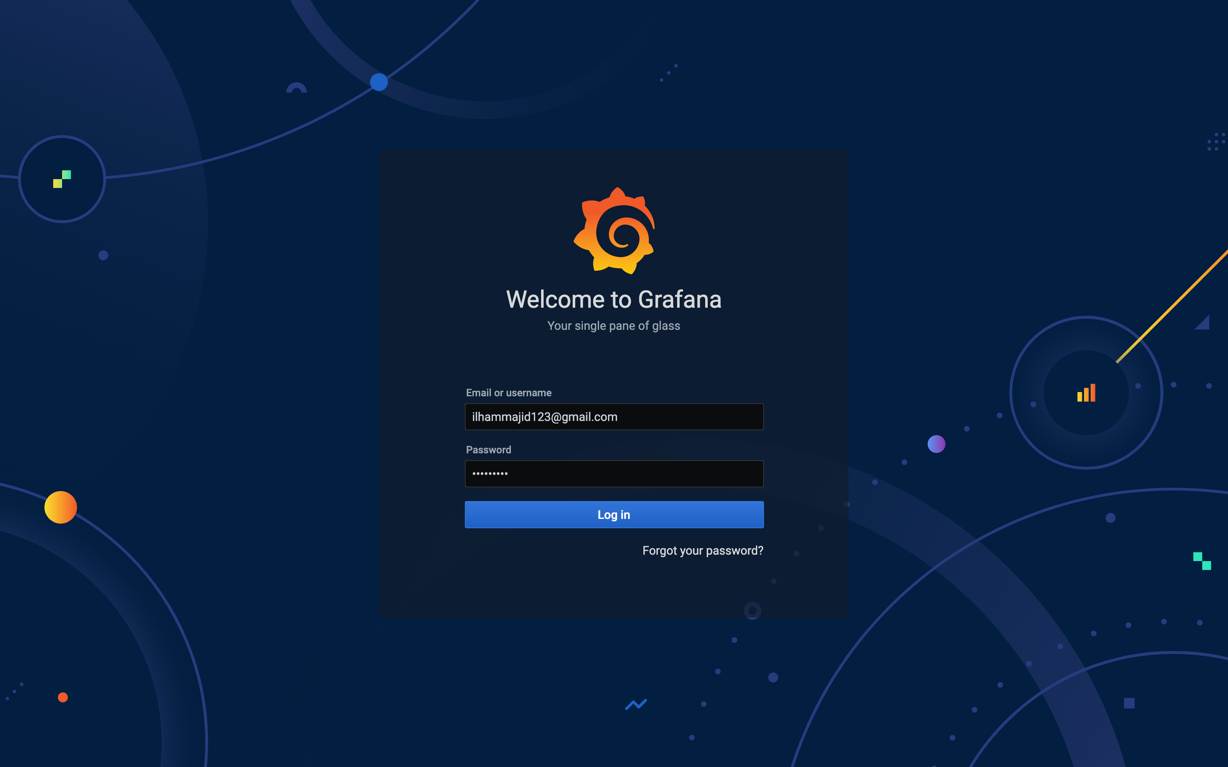 Welcome to Grafana
Your single pane of glass
Email or username
ilhammajid123@gmail.com
Password
•••••••••
Log in
Forgot your password?